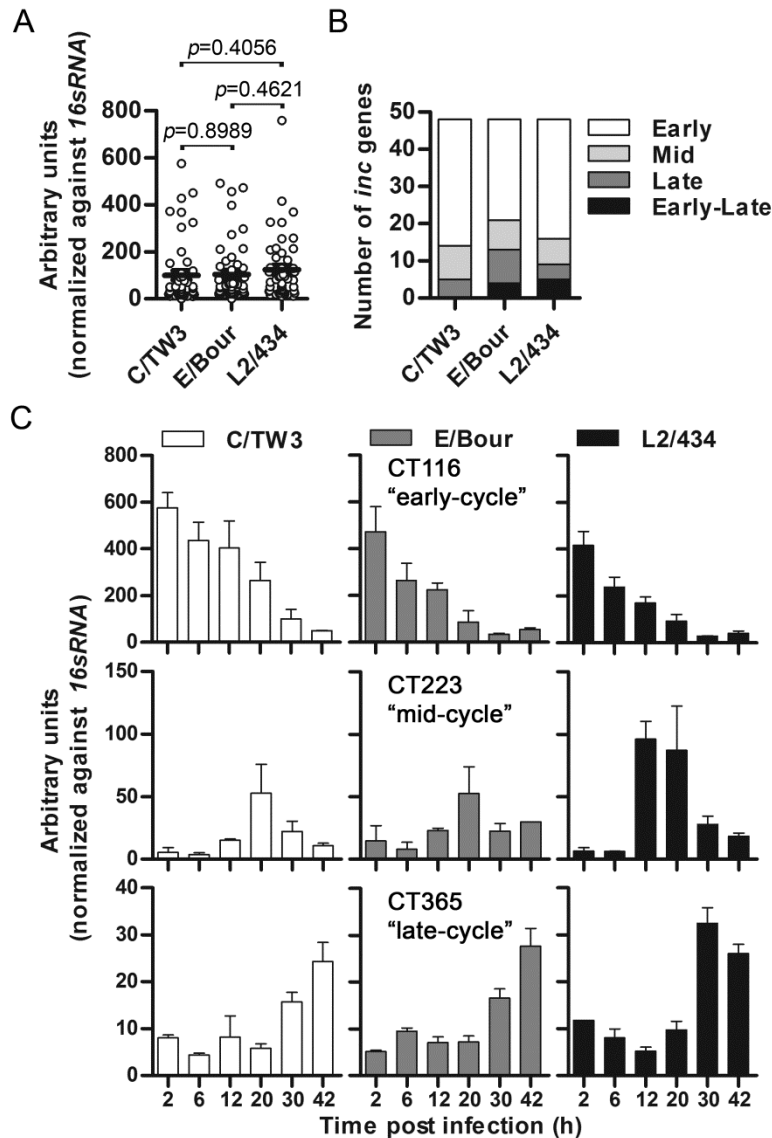 A
p=0.4056
p=0.4621
p=0.8989
Arbitrary units
(normalized against 16sRNA)
800
600
400
200
0
C/TW3
E/Bour
L2/434
B
Number of inc genes
50
40
30
20
10
0
C/TW3
E/Bour
L2/434
Early
Mid
Late
Early-Late
C
C/TW3
E/Bour
L2/434
Arbitrary units
(normalized against 16sRNA)
800
600
400
200
0
CT116
"early-cycle"
150
100
50
0
CT223
"mid-cycle"
40
30
20
10
0
CT365
"late-cycle"
2 6 12 20 30 42
2 6 12 20 30 42
2 6 12 20 30 42
Time post infection (h)